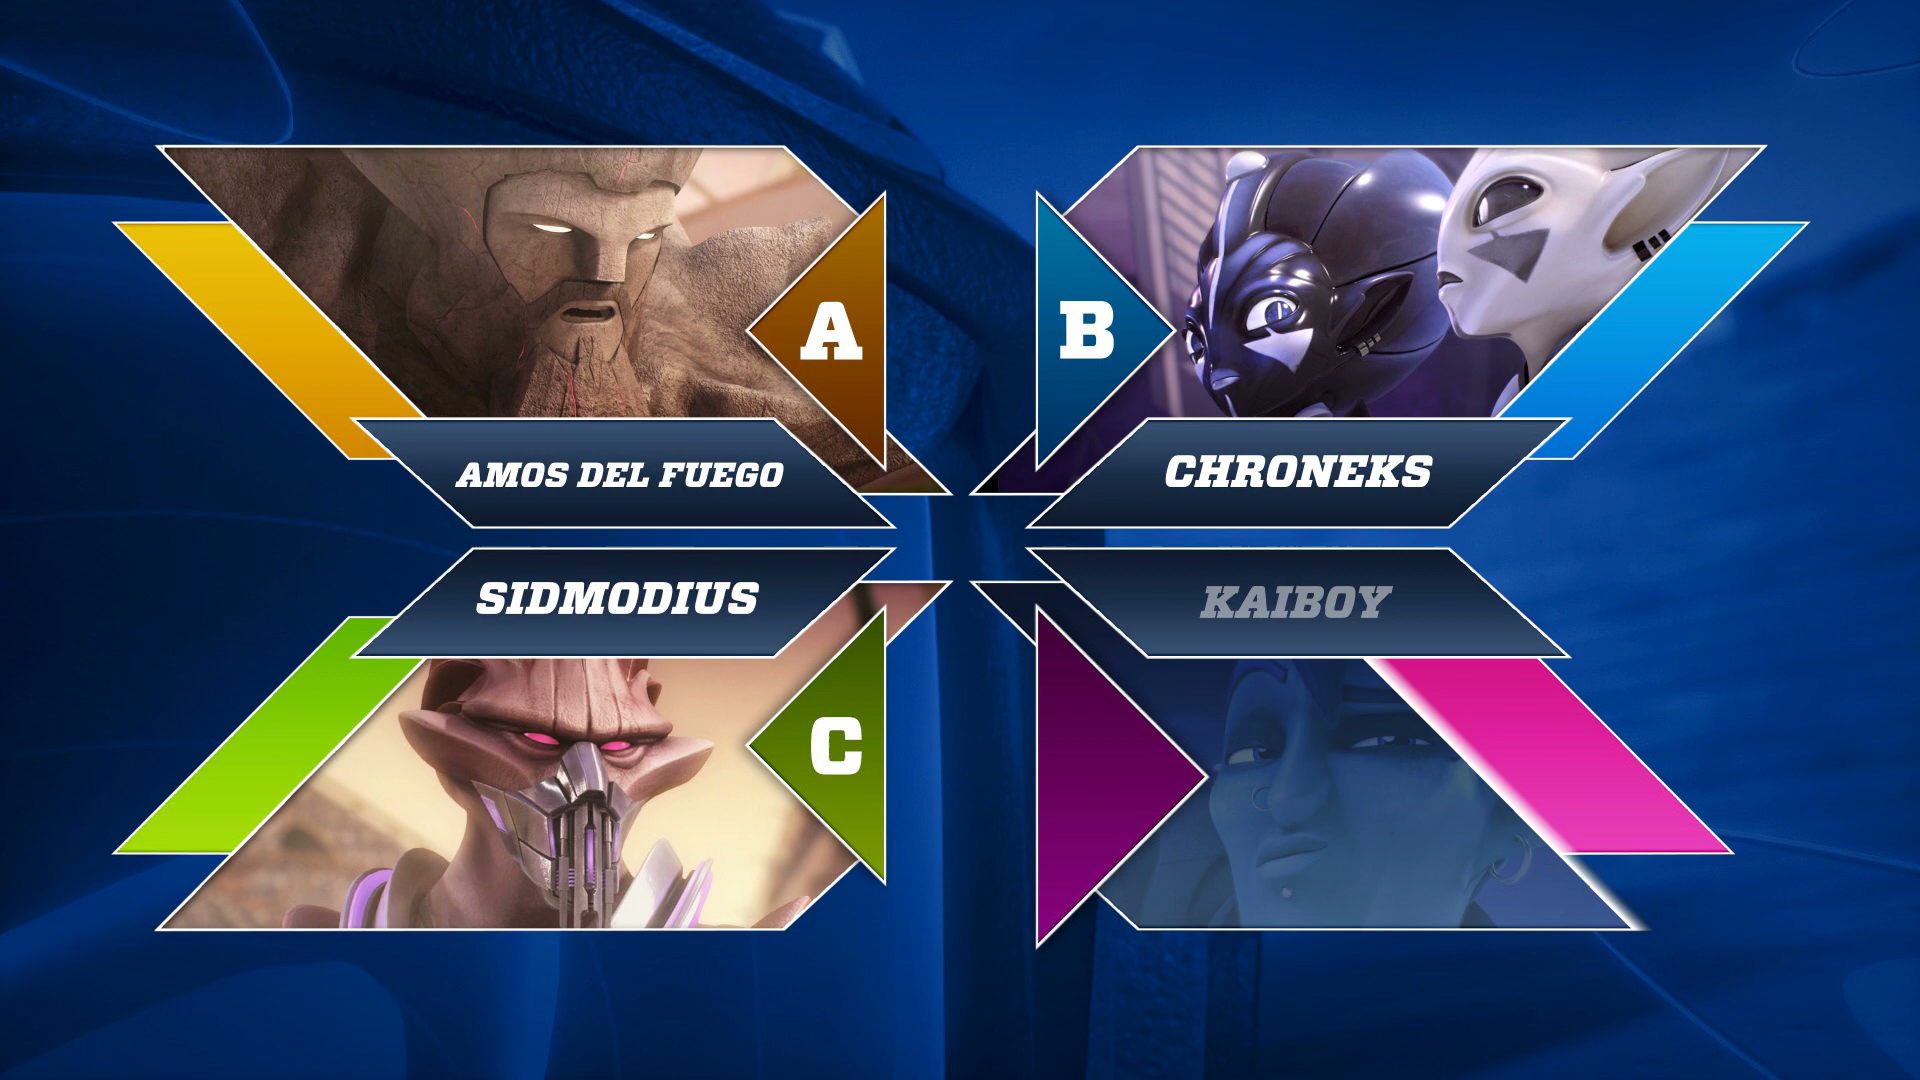 A
B
AMOS DEL FUEGO
CHRONEKS
SIDMODIUS
KAIBOY
C